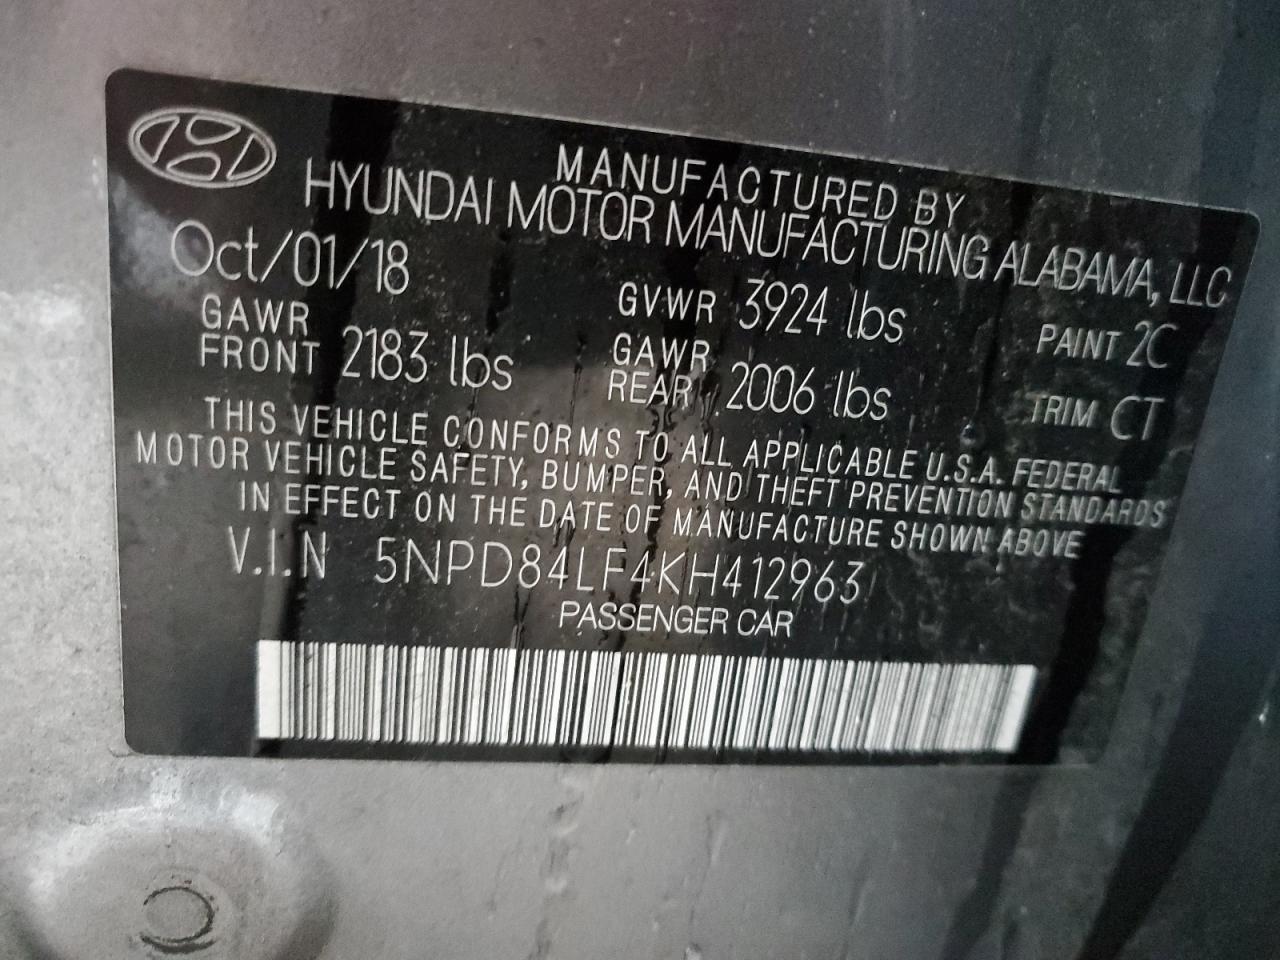 MANUFACTURED BY
HYUNDAI MOTOR MANUFACTURING ALABAMA, LLC
Oct/01/18 GVWR 3924 lbs PAINT 2C
GAWR FRONT 2183 lbs GAWR REAR 2006 lbs TRIM CT
THIS VEHICLE CONFORMS TO ALL APPLICABLE U.S.A. FEDERAL
MOTOR VEHICLE SAFETY, BUMPER, AND THEFT PREVENTION STANDARDS
IN EFFECT ON THE DATE OF MANUFACTURE SHOWN ABOVE
V.I.N 5NPD84LF4KH412963
PASSENGER CAR